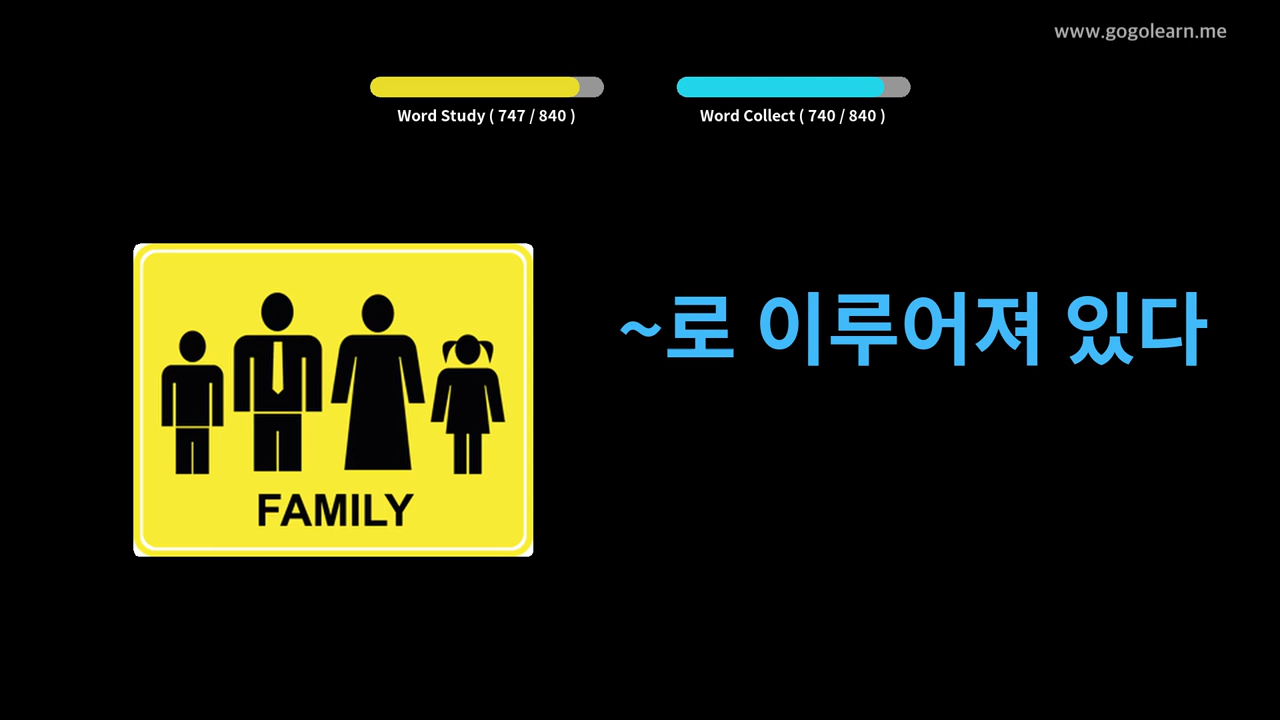 www.gogolearn.me
Word Study ( 747 / 840 )
Word Collect ( 740 / 840 )
~로 이루어져 있다
FAMILY